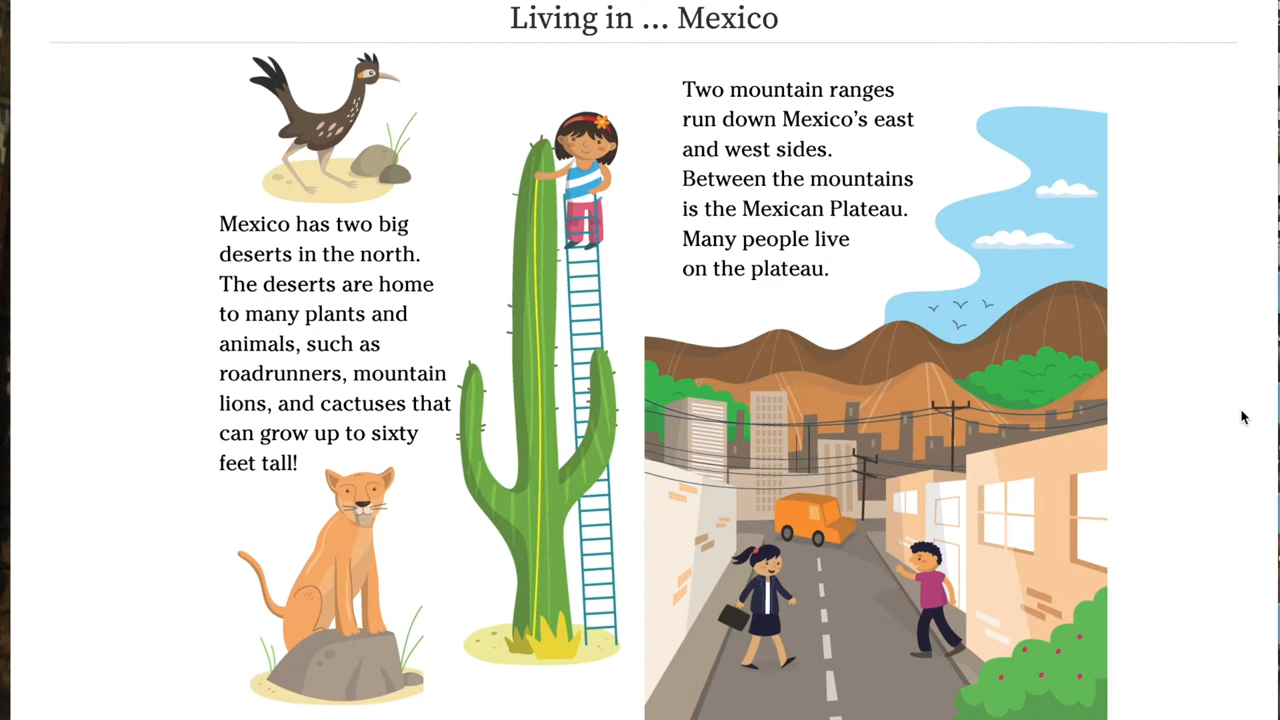 Living in ... Mexico
Mexico has two big
deserts in the north.
The deserts are home
to many plants and
animals, such as
roadrunners, mountain
lions, and cactuses that
can grow up to sixty
feet tall!
Two mountain ranges
run down Mexico’s east
and west sides.
Between the mountains
is the Mexican Plateau.
Many people live
on the plateau.